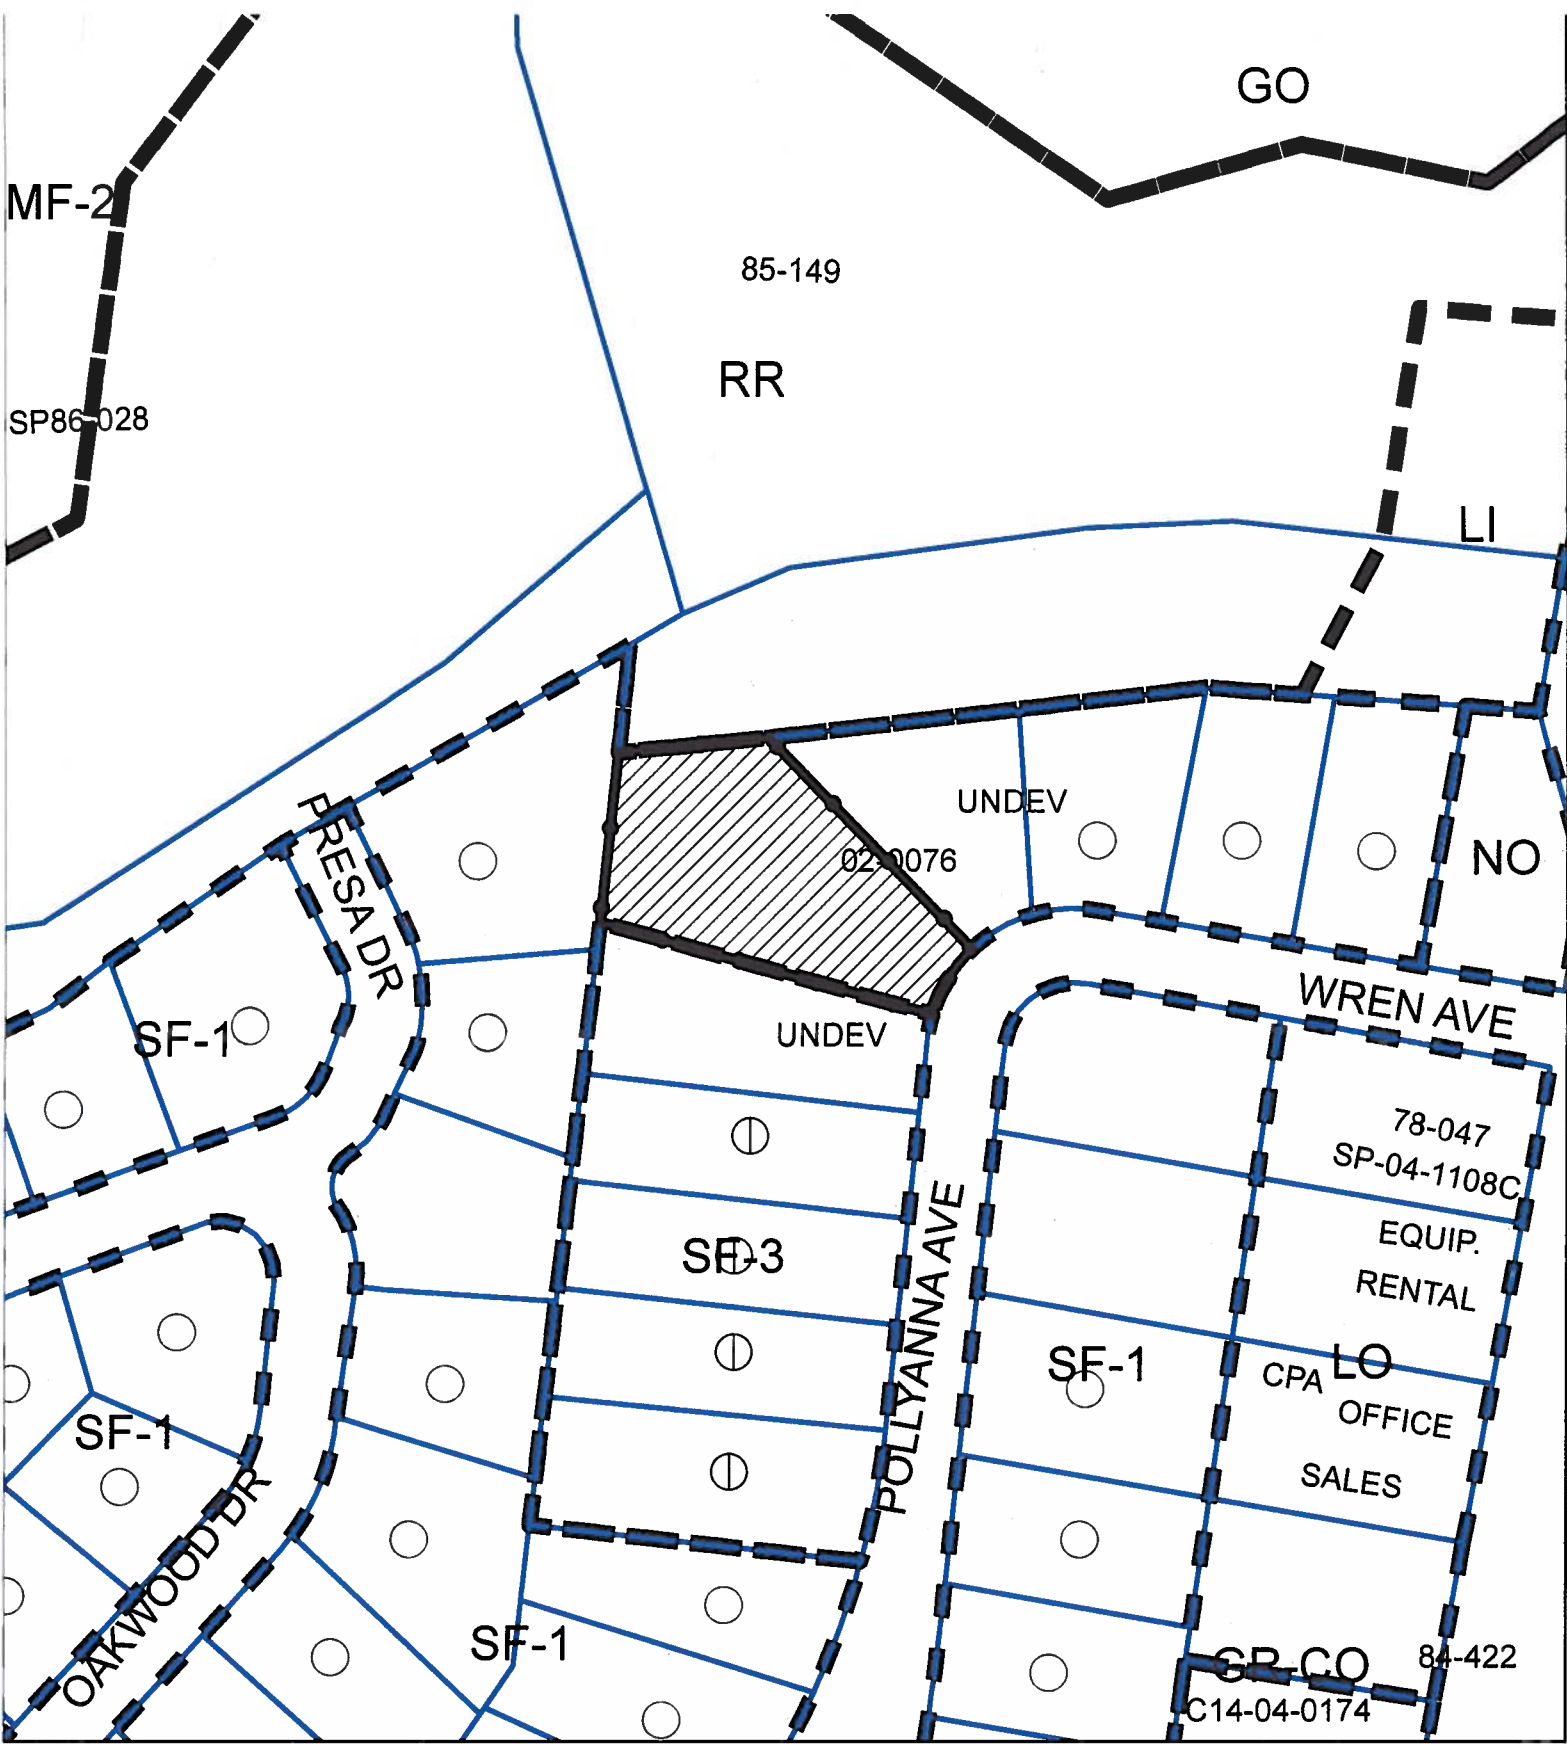 GO
MF-2
85-149
RR
SP86-028
LI
UNDEV
02-0076
NO
PRESA DR
WREN AVE
SF-1
UNDEV
78-047
SP-04-1108C
EQUIP.
RENTAL
SF-3
POLLYANNA AVE
SF-1
LO
CPA
OFFICE
SALES
SF-1
OAKWOOD DR
SF-1
GR-CO
84-422
C14-04-0174